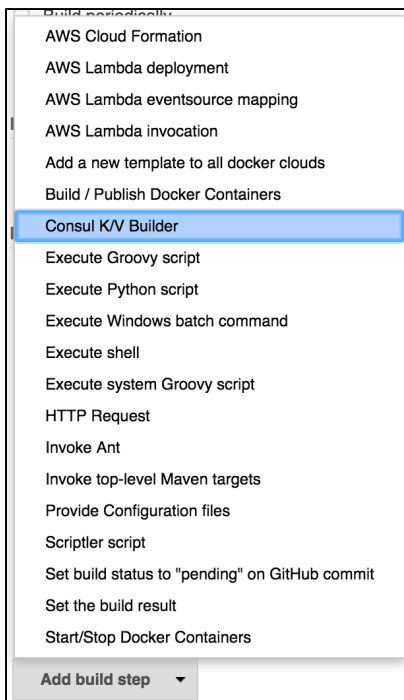 Build periodically
AWS Cloud Formation
AWS Lambda deployment
AWS Lambda eventsource mapping
AWS Lambda invocation
Add a new template to all docker clouds
Build / Publish Docker Containers
Consul K/V Builder
Execute Groovy script
Execute Python script
Execute Windows batch command
Execute shell
Execute system Groovy script
HTTP Request
Invoke Ant
Invoke top-level Maven targets
Provide Configuration files
Scriptler script
Set build status to "pending" on GitHub commit
Set the build result
Start/Stop Docker Containers
Add build step